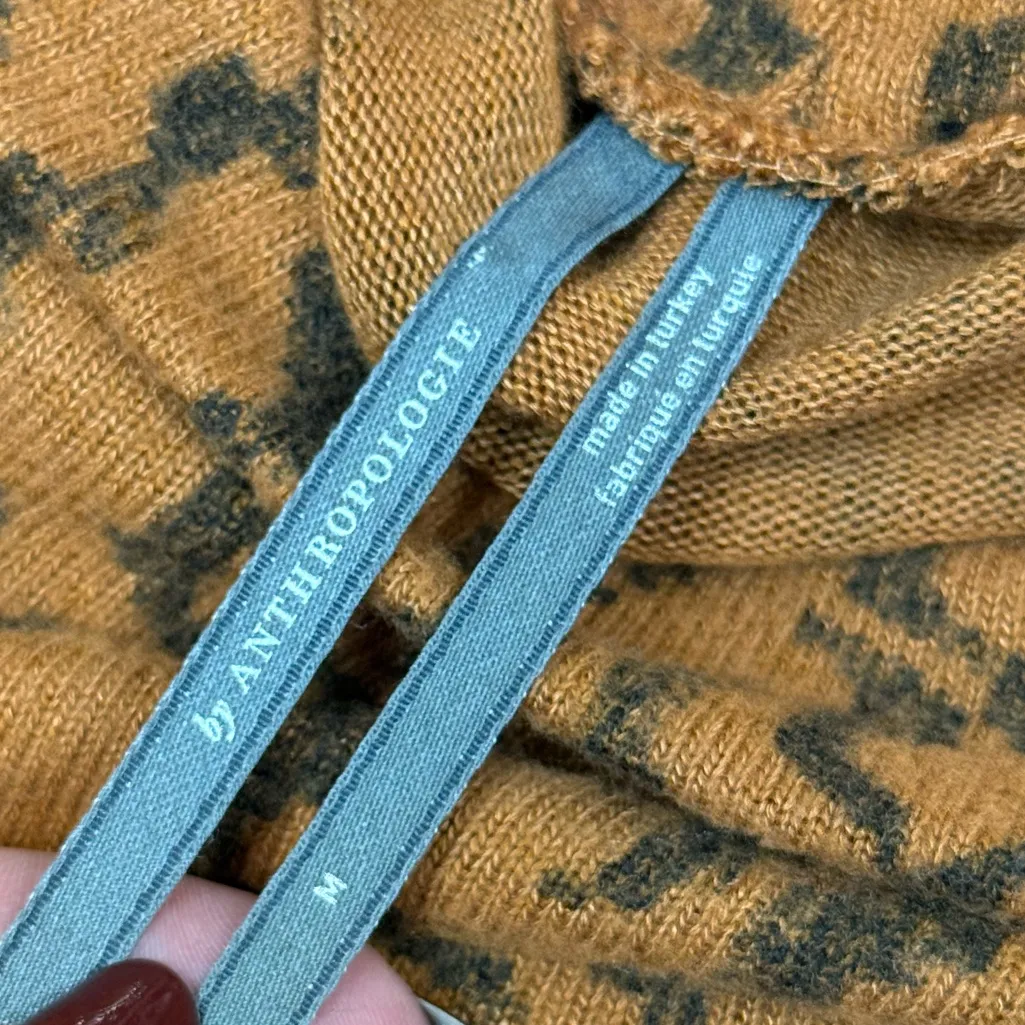 by ANTHROPOLOGIE
made in turkey
fabriqué en turquie
M